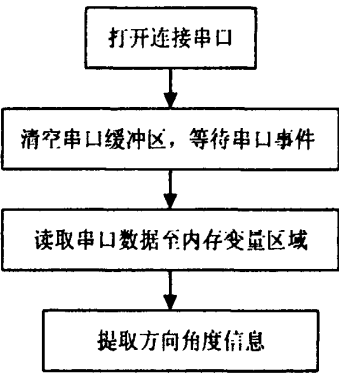 打开连接串口
清空串口缓冲区，等待串口事件
读取串口数据至内存变量区域
提取方向角度信息